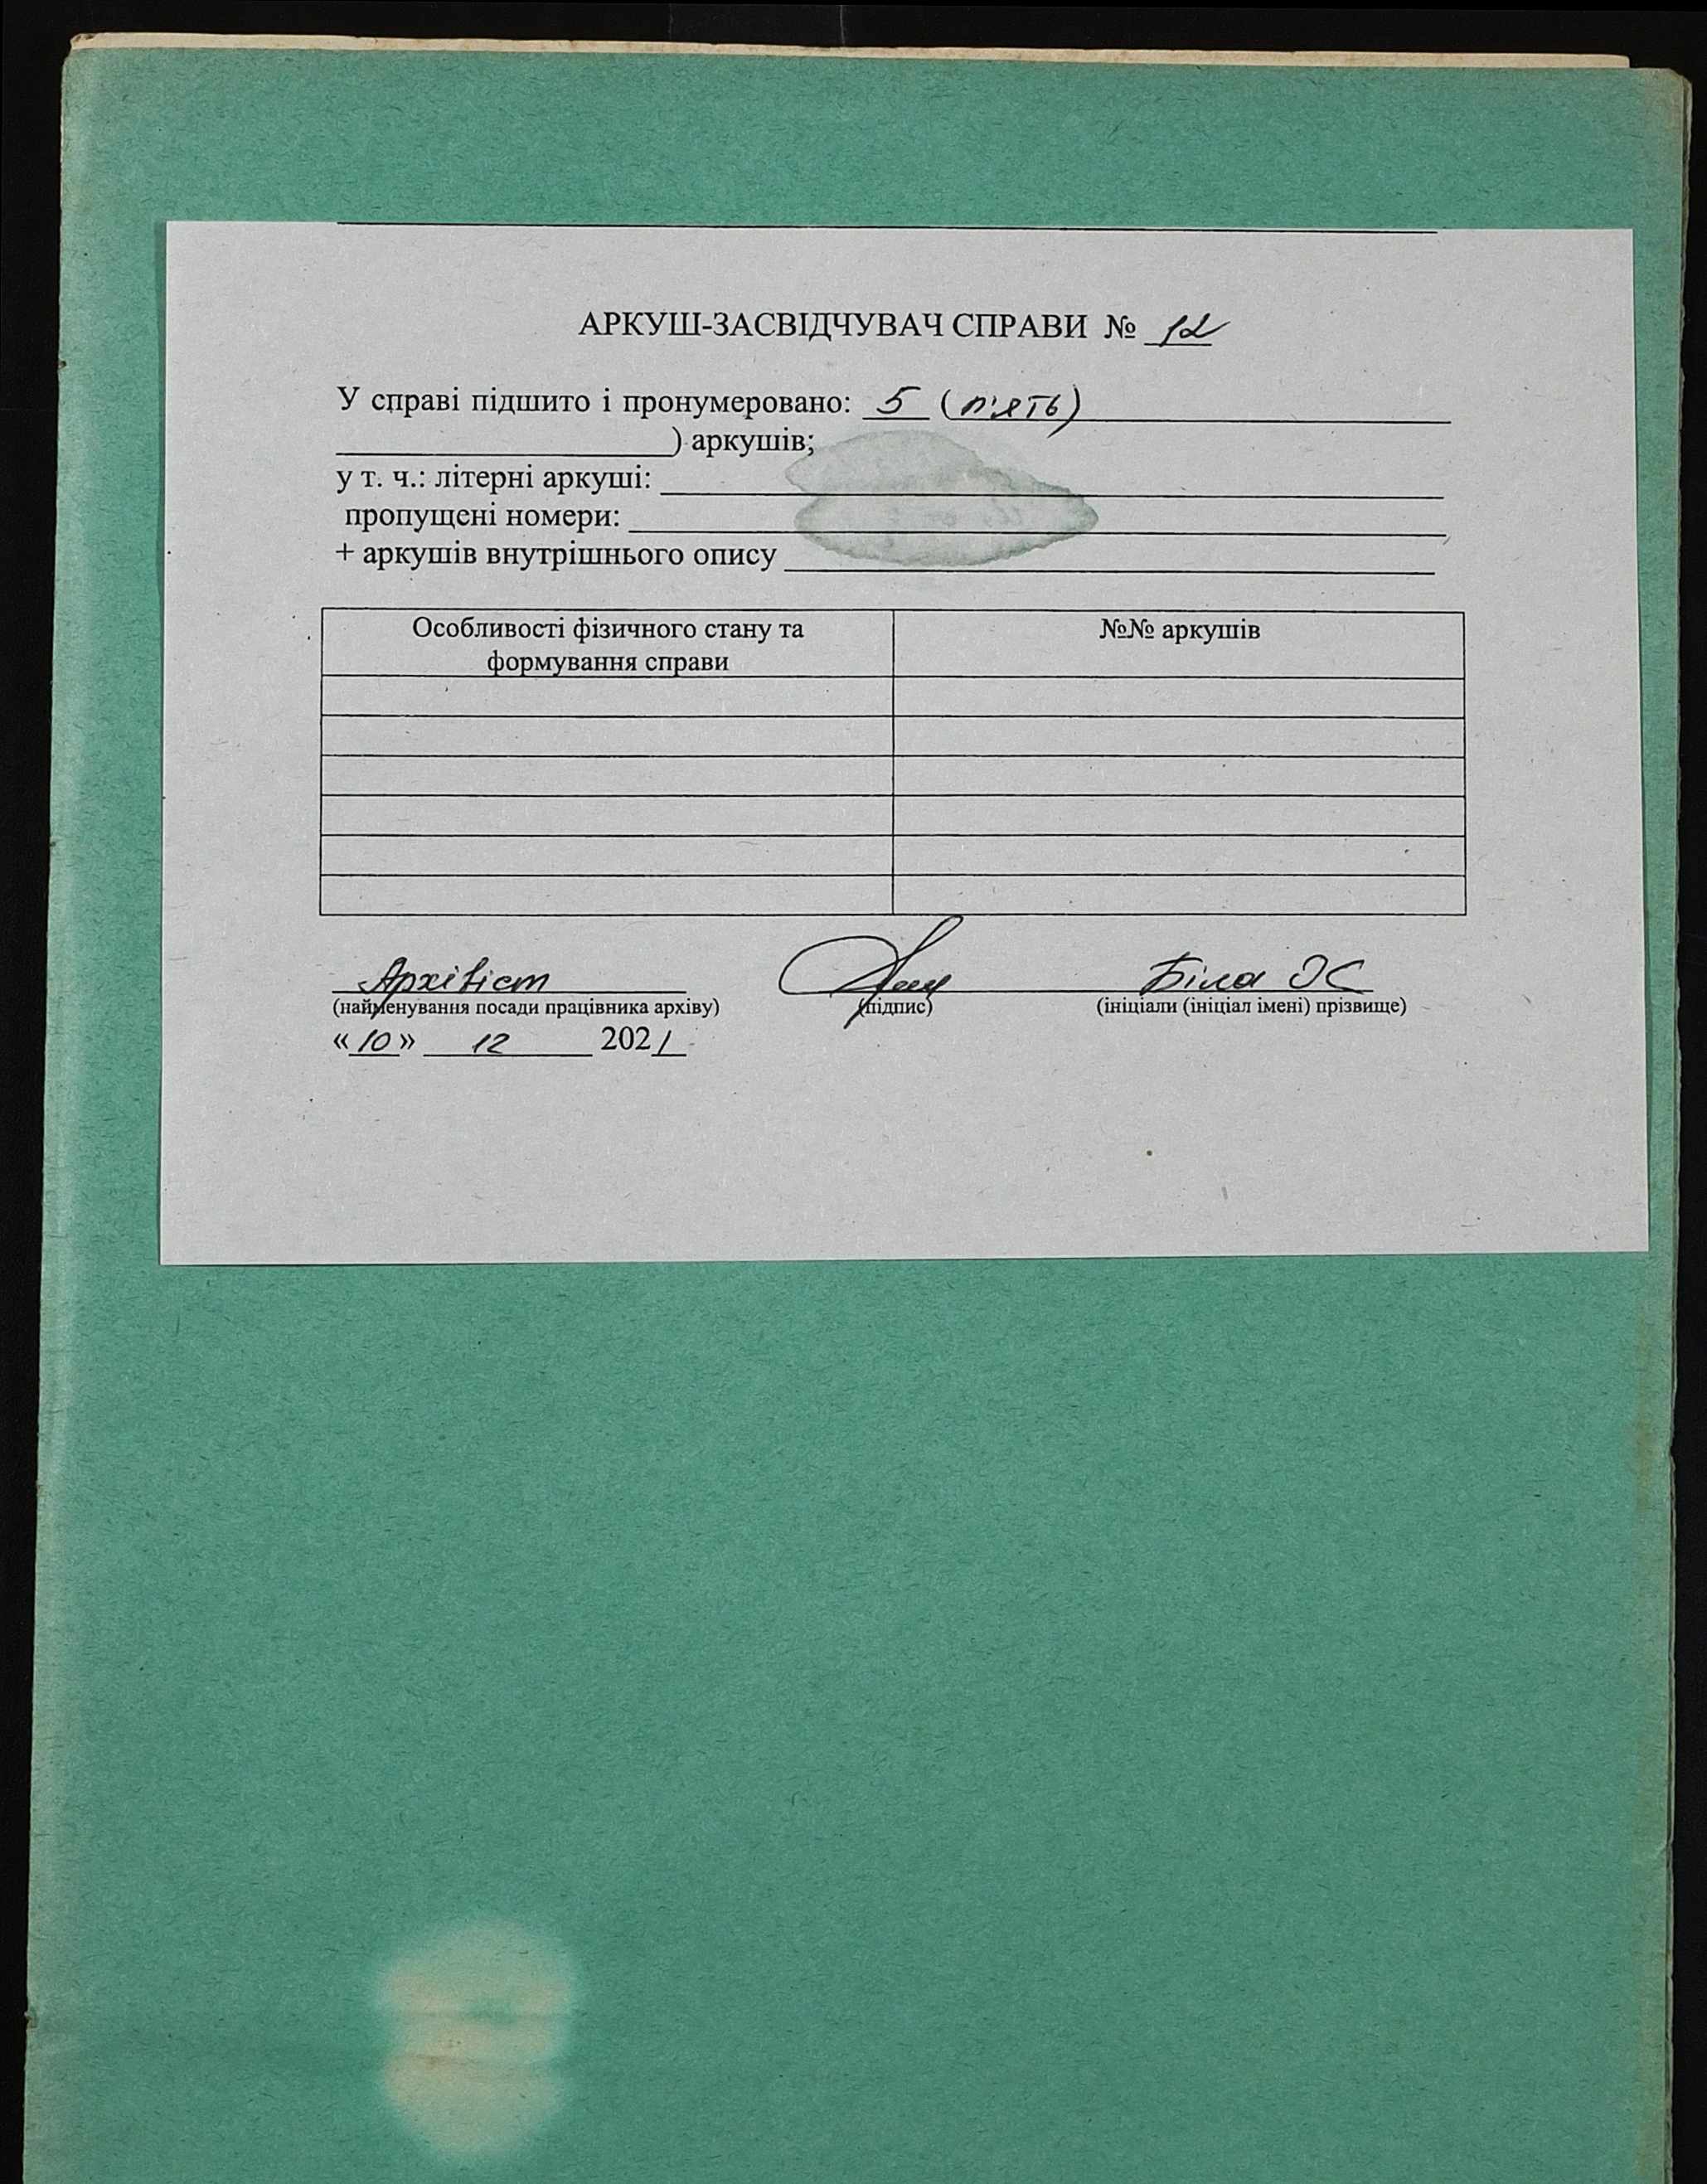 АРКУШ-ЗАСВІДЧУВАЧ СПРАВИ № 12
У справі підшито і пронумеровано: 5 (п'ять)
) аркушів;
у т. ч.: літерні аркуші:
пропущені номери:
+ аркушів внутрішнього опису
Особливості фізичного стану та формування справи №№ аркушів
Архівіст Біла ОС
(найменування посади працівника архіву) (підпис) (ініціали (ініціал імені) прізвище)
«10» 12 2021